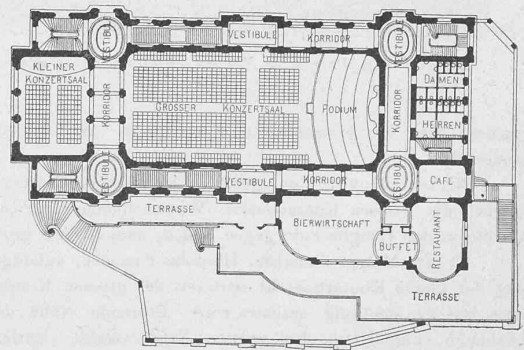 VESTIBULE
VESTIBULE
KORRIDOR
VESTIBULE
KLEINER
KONZERTSAAL
KORRIDOR
GROSSER
KONZERTSAAL
PODIUM
KORRIDOR
DAMEN
HERREN
VESTIBULE
VESTIBULE
KORRIDOR
VESTIBULE
CAFÉ
TERRASSE
BIERWIRTSCHAFT
BUFFET
RESTAURANT
TERRASSE